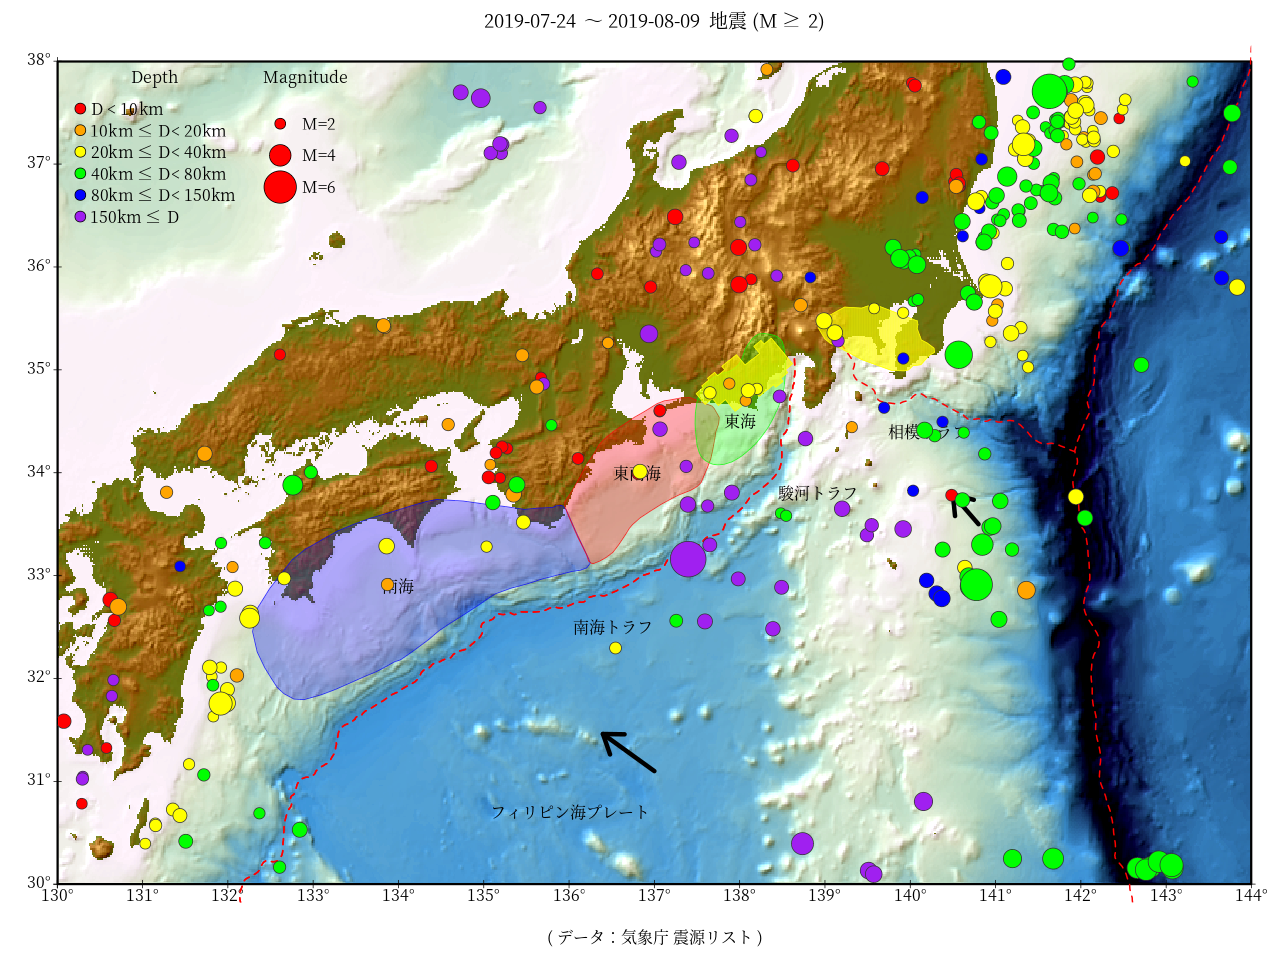 2019-07-24 ～ 2019-08-09 地震 (M ≥ 2)
Depth
D < 10km
10km ≤ D< 20km
20km ≤ D< 40km
40km ≤ D< 80km
80km ≤ D< 150km
150km ≤ D
Magnitude
M=2
M=4
M=6
38°
37°
36°
35°
34°
33°
32°
31°
30°
東海
相模トラフ
東南海
駿河トラフ
南海
南海トラフ
フィリピン海プレート
130°
131°
132°
133°
134°
135°
136°
137°
138°
139°
140°
141°
142°
143°
144°
( データ：気象庁 震源リスト )